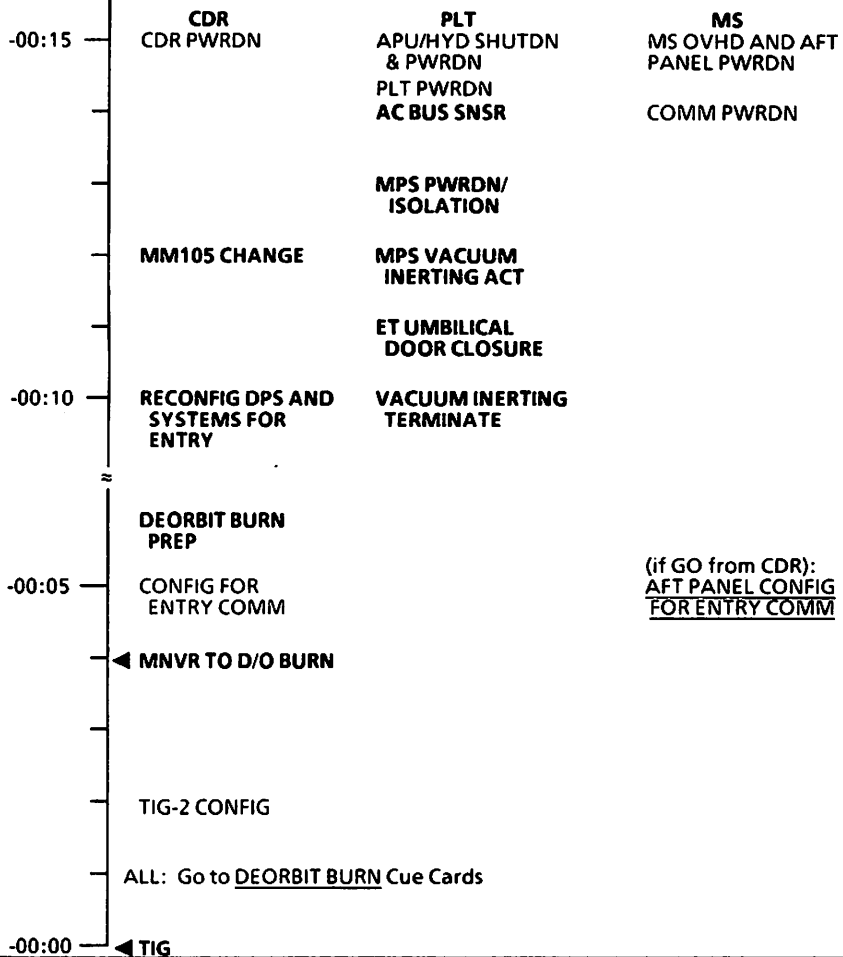 CDR PLT MS
-00:15 CDR PWRDN APU/HYD SHUTDN MS OVHD AND AFT
& PWRDN PANEL PWRDN
PLT PWRDN
AC BUS SNSR COMM PWRDN
MPS PWRDN/
ISOLATION
MM105 CHANGE MPS VACUUM
INERTING ACT
ET UMBILICAL
DOOR CLOSURE
-00:10 RECONFIG DPS AND VACUUM INERTING
SYSTEMS FOR TERMINATE
ENTRY
≈
DEORBIT BURN
PREP
(if GO from CDR):
-00:05 CONFIG FOR AFT PANEL CONFIG
ENTRY COMM FOR ENTRY COMM
◄ MNVR TO D/O BURN
TIG-2 CONFIG
ALL: Go to DEORBIT BURN Cue Cards
-00:00 ◄ TIG